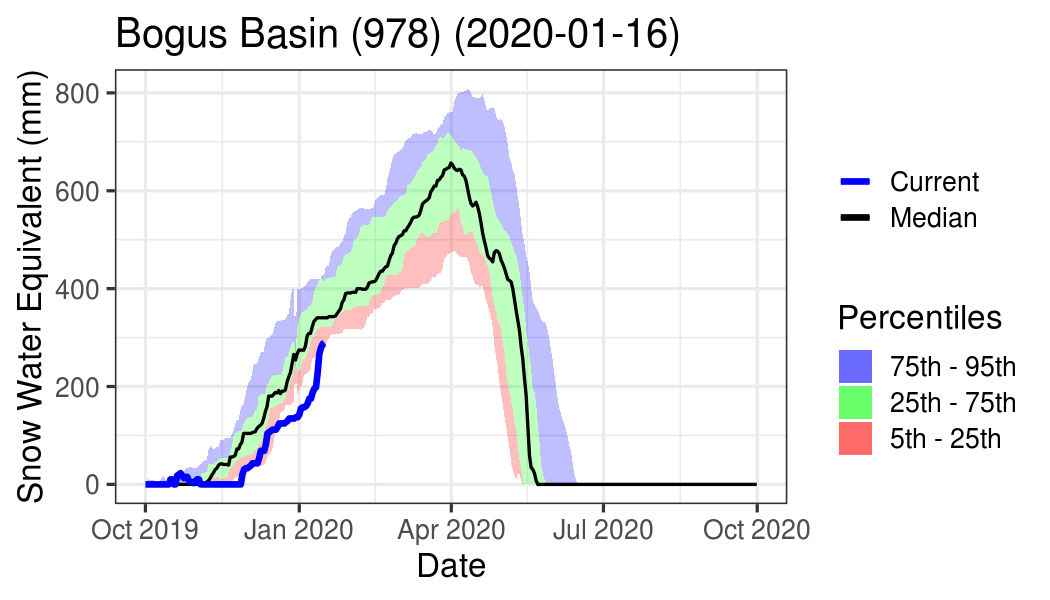 Bogus Basin (978) (2020-01-16)
Snow Water Equivalent (mm)
800
600
400
200
0
Oct 2019
Jan 2020
Apr 2020
Jul 2020
Oct 2020
Date
Current
Median
Percentiles
75th - 95th
25th - 75th
5th - 25th